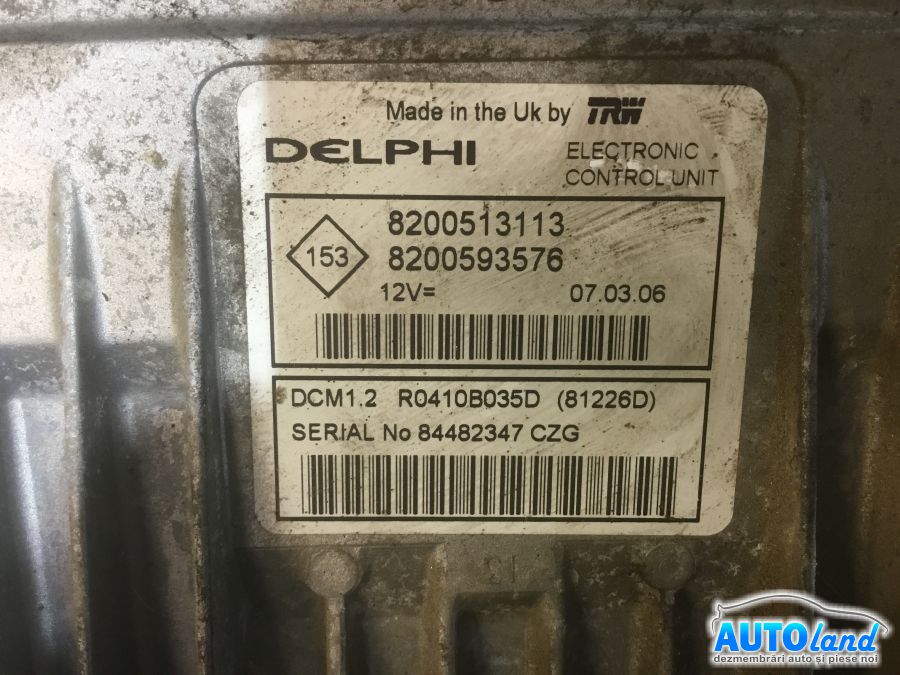 Made in the Uk by TRW
DELPHI
ELECTRONIC
CONTROL UNIT
153
8200513113
8200593576
12V=
07.03.06
DCM1.2 R0410B035D (81226D)
SERIAL No 84482347 CZG
AUTOland
dezmembrări auto și piese noi